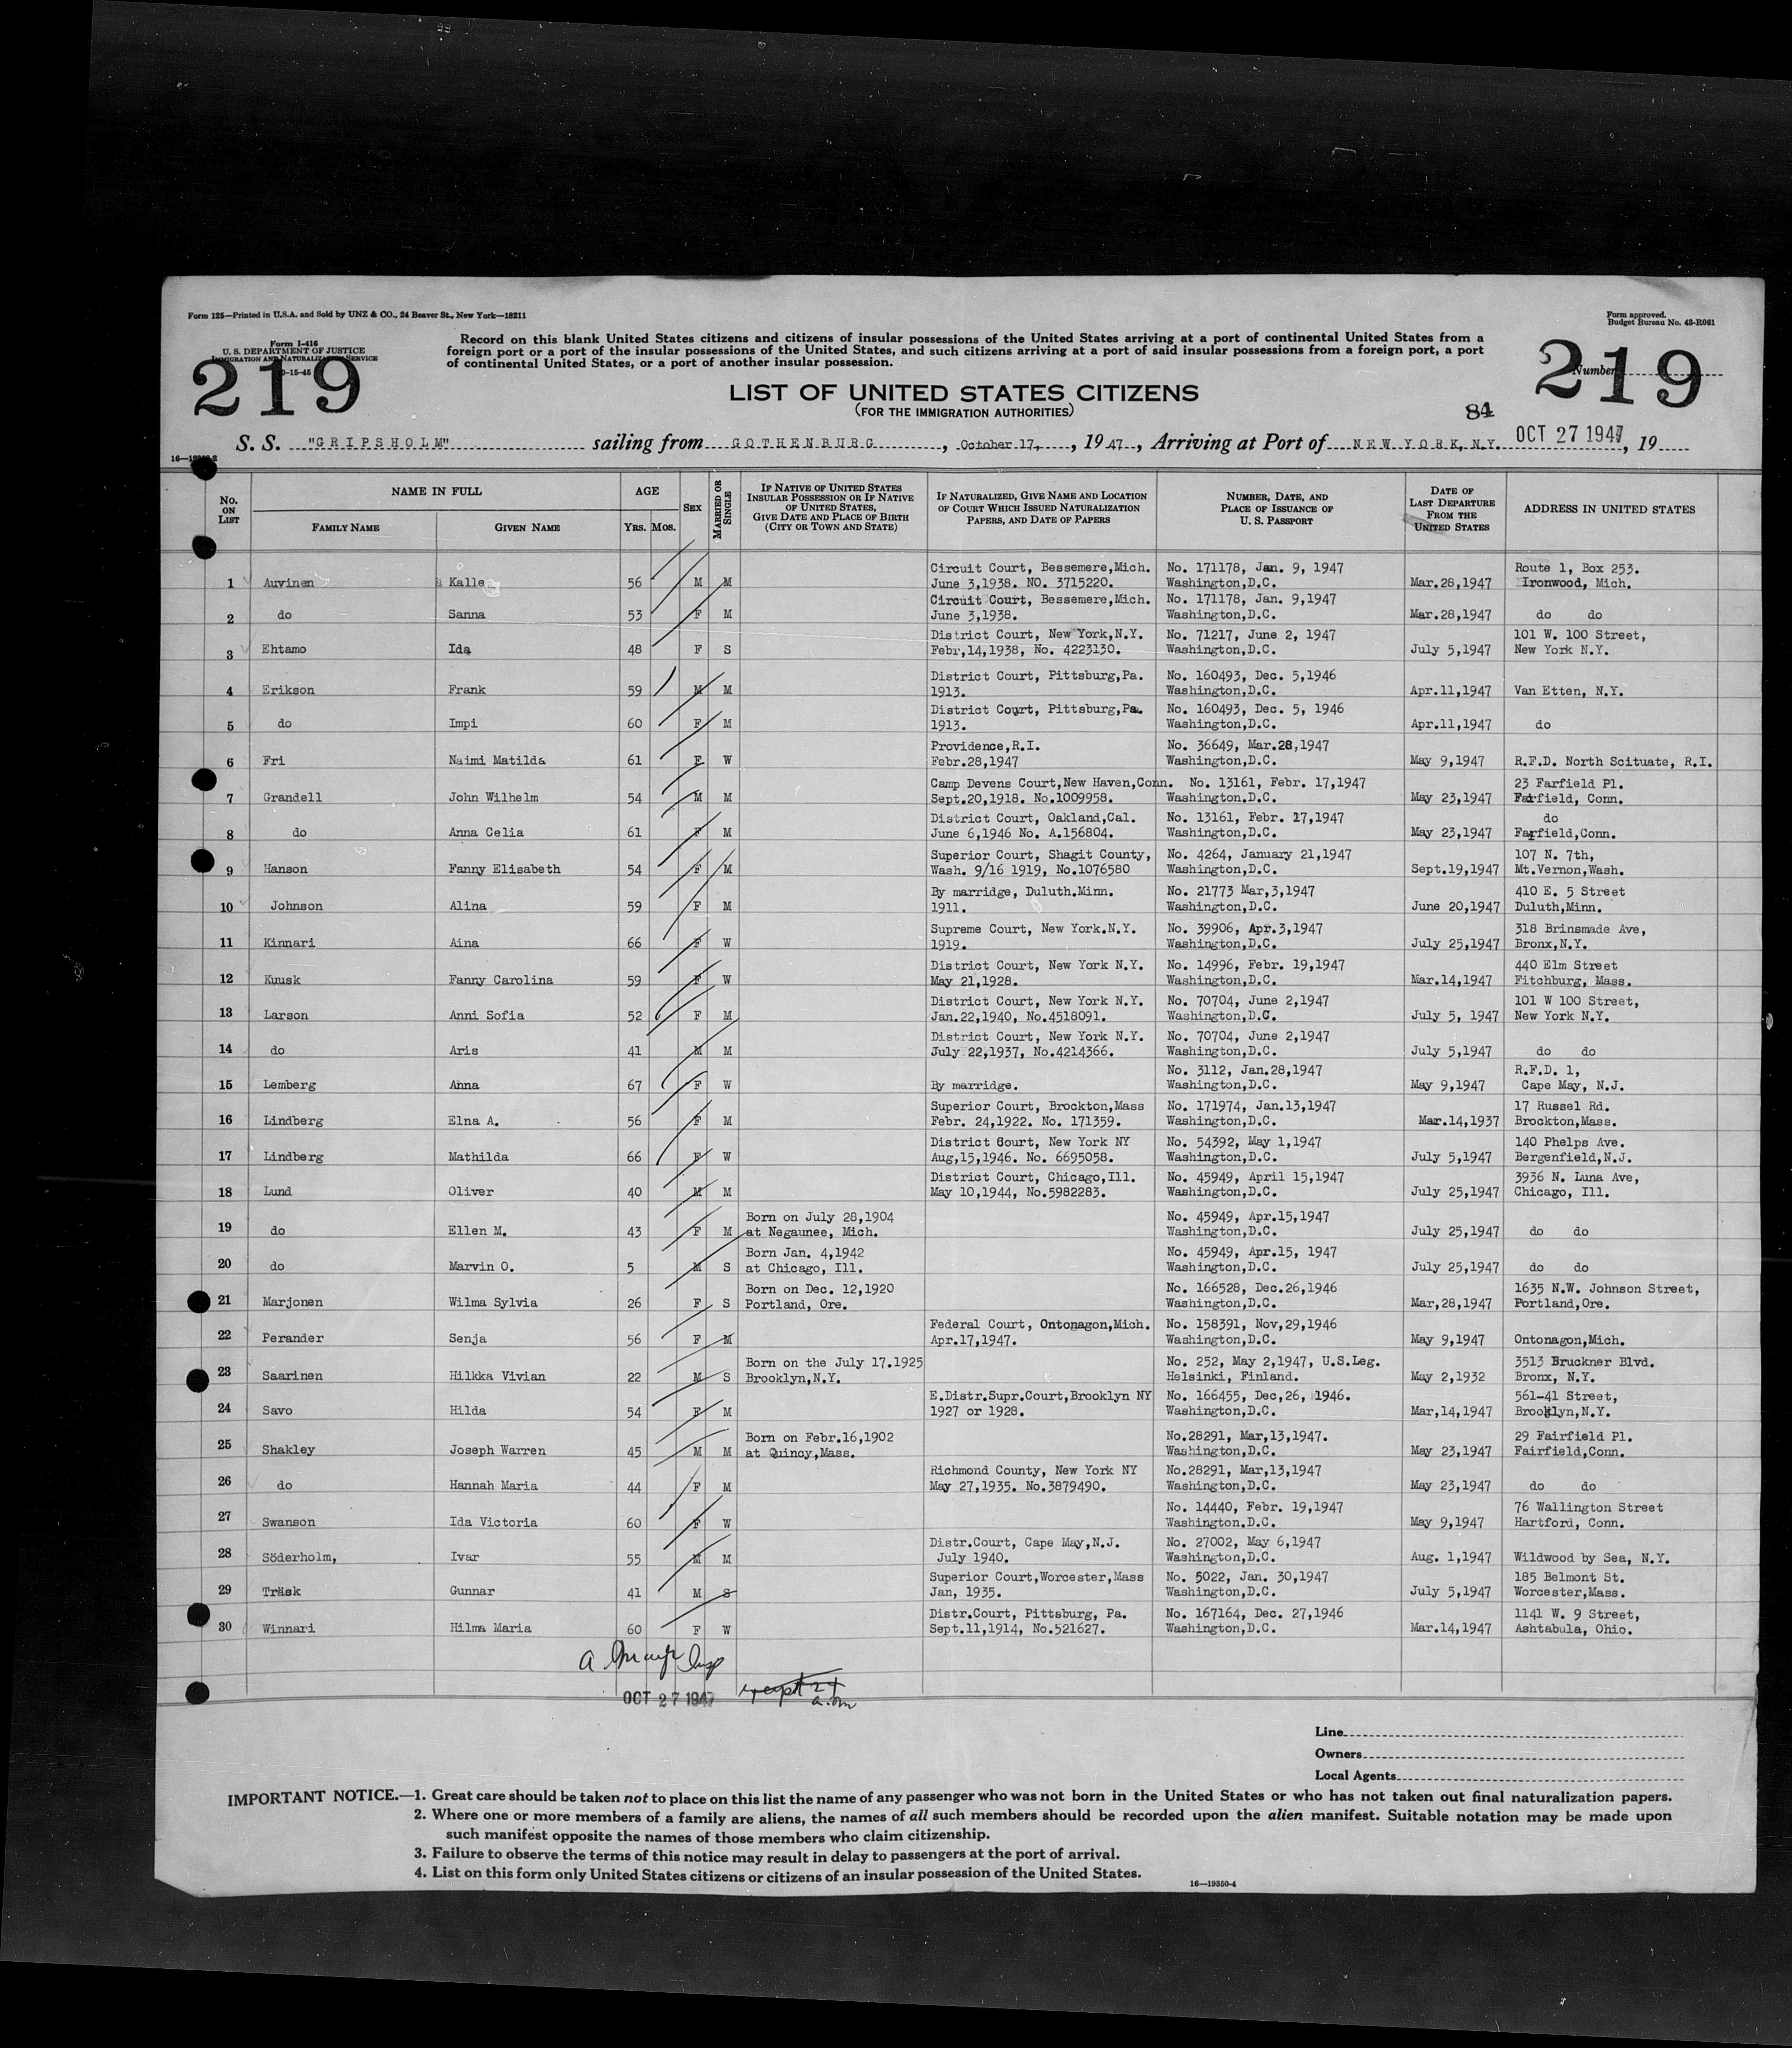 Form 125—Printed in U.S.A. and Sold by UNZ & CO., 24 Beaver St., New York—18211
Form approved.
Budget Bureau No. 43-R061
Form I-416
U. S. DEPARTMENT OF JUSTICE
IMMIGRATION AND NATURALIZATION SERVICE
219
Record on this blank United States citizens and citizens of insular possessions of the United States arriving at a port of continental United States from a
foreign port or a port of the insular possessions of the United States, and such citizens arriving at a port of said insular possessions from a foreign port, a port
of continental United States, or a port of another insular possession.
Number
219
LIST OF UNITED STATES CITIZENS
(FOR THE IMMIGRATION AUTHORITIES)
84
S. S. "GRIPSHOLM" sailing from GOTHENBURG, October 17, 1947, Arriving at Port of NEW YORK, N.Y. OCT 27 1947, 19
No. ON LIST
NAME IN FULL
FAMILY NAME
GIVEN NAME
AGE
YRS. MOS.
SEX
MARRIED OR SINGLE
IF NATIVE OF UNITED STATES INSULAR POSSESSION OR IF NATIVE OF UNITED STATES, GIVE DATE AND PLACE OF BIRTH (CITY OR TOWN AND STATE)
IF NATURALIZED, GIVE NAME AND LOCATION OF COURT WHICH ISSUED NATURALIZATION PAPERS, AND DATE OF PAPERS
NUMBER, DATE, AND PLACE OF ISSUANCE OF U. S. PASSPORT
DATE OF LAST DEPARTURE FROM THE UNITED STATES
ADDRESS IN UNITED STATES
Circuit Court, Bessemere,Mich. No. 171178, Jan. 9, 1947 Route 1, Box 253.
1 Auvinen Kalle 56 M M June 3,1938. NO. 3715220. Washington,D.C. Mar.28,1947 Ironwood, Mich.
Circuit Court, Bessemere,Mich. No. 171178, Jan. 9,1947
2 do Sanna 53 F M June 3,1938. Washington,D.C. Mar.28,1947 do do
District Court, New York,N.Y. No. 71217, June 2, 1947 101 W. 100 Street,
3 Ehtamo Ida 48 F S Febr,14,1938, No. 4223130. Washington,D.C. July 5,1947 New York N.Y.
District Court, Pittsburg,Pa. No. 160493, Dec. 5,1946
4 Erikson Frank 59 M M 1913. Washington,D.C. Apr.11,1947 Van Etten, N.Y.
District Court, Pittsburg,Pa. No. 160493, Dec. 5, 1946
5 do Impi 60 F M 1913. Washington,D.C. Apr.11,1947 do
Providence,R.I. No. 36649, Mar.28,1947
6 Fri Naimi Matilda 61 F W Febr.28,1947 Washington,D.C. May 9,1947 R.F.D. North Scituate, R.I.
Camp Devens Court,New Haven,Conn. No. 13161, Febr. 17,1947 23 Farfield Pl.
7 Grandell John Wilhelm 54 M M Sept.20,1918. No.1009958. Washington.D.C. May 23,1947 Fairfield, Conn.
District Court, Oakland,Cal. No. 13161, Febr. 17,1947 do
8 do Anna Celia 61 F M June 6,1946 No. A.156804. Washington,D.C. May 23,1947 Farfield,Conn.
Superior Court, Shagit County, No. 4264, January 21,1947 107 N. 7th,
9 Hanson Fanny Elisabeth 54 F M Wash. 9/16 1919, No.1076580 Washington,D.C. Sept.19,1947 Mt.Vernon,Wash.
By marridge, Duluth.Minn. No. 21773 Mar,3,1947 410 E. 5 Street
10 Johnson Alina 59 F M 1911. Washington,D.C. June 20,1947 Duluth,Minn.
Supreme Court, New York.N.Y. No. 39906, Apr.3,1947 318 Brinsmade Ave,
11 Kinnari Aina 66 F W 1919. Washington,D.C. July 25,1947 Bronx,N.Y.
District Court, New York N.Y. No. 14996, Febr. 19,1947 440 Elm Street
12 Kuusk Fanny Carolina 59 F W May 21,1928. Washington,D.C. Mar.14,1947 Fitchburg, Mass.
District Court, New York N.Y. No. 70704, June 2,1947 101 W 100 Street,
13 Larson Anni Sofia 52 F M Jan.22,1940, No.4518091. Washington,D.C. July 5, 1947 New York N.Y.
District Court, New York N.Y. No. 70704, June 2,1947
14 do Aris 41 M M July 22,1937, No.4214366. Washington,D.C. July 5,1947 do do
No. 3112, Jan.28,1947 R.F.D. 1,
15 Lemberg Anna 67 F W By marridge. Washington,D.C. May 9,1947 Cape May, N.J.
Superior Court, Brockton,Mass No. 171974, Jan.13,1947 17 Russel Rd.
16 Lindberg Elna A. 56 F M Febr. 24,1922. No. 171359. Washington,D.C. Mar.14,1937 Brockton,Mass.
District Court, New York NY No. 54392, May 1,1947 140 Phelps Ave.
17 Lindberg Mathilda 66 F W Aug,15,1946. No. 6695058. Washington,D.C. July 5,1947 Bergenfield,N.J.
District Court, Chicago,Ill. No. 45949, April 15,1947 3936 N. Luna Ave,
18 Lund Oliver 40 M M May 10,1944, No.5982283. Washington,D.C. July 25,1947 Chicago, Ill.
Born on July 28,1904 No. 45949, Apr.15,1947
19 do Ellen M. 43 F M at Negaunee, Mich. Washington,D.C. July 25,1947 do do
Born Jan. 4,1942 No. 45949, Apr.15, 1947
20 do Marvin O. 5 M S at Chicago, Ill. Washington,D.C. July 25,1947 do do
Born on Dec. 12,1920 No. 166528, Dec.26,1946 1635 N.W. Johnson Street,
21 Marjonen Wilma Sylvia 26 F S Portland, Ore. Washington,D.C. Mar,28,1947 Portland,Ore.
Federal Court, Ontonagon,Mich. No. 158391, Nov,29,1946
22 Perander Senja 56 F M Apr.17,1947. Washington,D.C. May 9,1947 Ontonagon,Mich.
Born on the July 17.1925 No. 252, May 2,1947, U.S.Leg. 3513 Bruckner Blvd.
23 Saarinen Hilkka Vivian 22 M S Brooklyn,N.Y. Helsinki, Finland. May 2,1932 Bronx, N.Y.
E.Distr.Supr.Court,Brooklyn NY No. 166455, Dec,26, 1946. 561-41 Street,
24 Savo Hilda 54 F M 1927 or 1928. Washington,D.C. Mar,14,1947 Brooklyn,N.Y.
Born on Febr.16,1902 No.28291, Mar,13,1947. 29 Fairfield Pl.
25 Shakley Joseph Warren 45 M M at Quincy,Mass. Washington,D.C. May 23,1947 Fairfield,Conn.
Richmond County, New York NY No.28291, Mar,13,1947
26 do Hannah Maria 44 F M May 27,1935. No.3879490. Washington,D.C. May 23,1947 do do
No. 14440, Febr. 19,1947 76 Wallington Street
27 Swanson Ida Victoria 60 F W Washington.D.C. May 9,1947 Hartford, Conn.
Distr.Court, Cape May,N.J. No. 27002, May 6,1947
28 Söderholm, Ivar 55 M M July 1940. Washington,D.C. Aug. 1,1947 Wildwood by Sea, N.Y.
Superior Court,Worcester,Mass No. 5022, Jan. 30,1947 185 Belmont St.
29 Träsk Gunnar 41 M S Jan, 1935. Washington,D.C. July 5,1947 Worcester,Mass.
Distr.Court, Pittsburg, Pa. No. 167164, Dec. 27,1946 1141 W. 9 Street,
30 Winnari Hilma Maria 60 F W Sept.11,1914, No.521627. Washington,D.C. Mar.14,1947 Ashtabula, Ohio.
OCT 27 1947
Line
Owners
Local Agents
IMPORTANT NOTICE.—1. Great care should be taken not to place on this list the name of any passenger who was not born in the United States or who has not taken out final naturalization papers.
2. Where one or more members of a family are aliens, the names of all such members should be recorded upon the alien manifest. Suitable notation may be made upon
such manifest opposite the names of those members who claim citizenship.
3. Failure to observe the terms of this notice may result in delay to passengers at the port of arrival.
4. List on this form only United States citizens or citizens of an insular possession of the United States.
16—19350-4